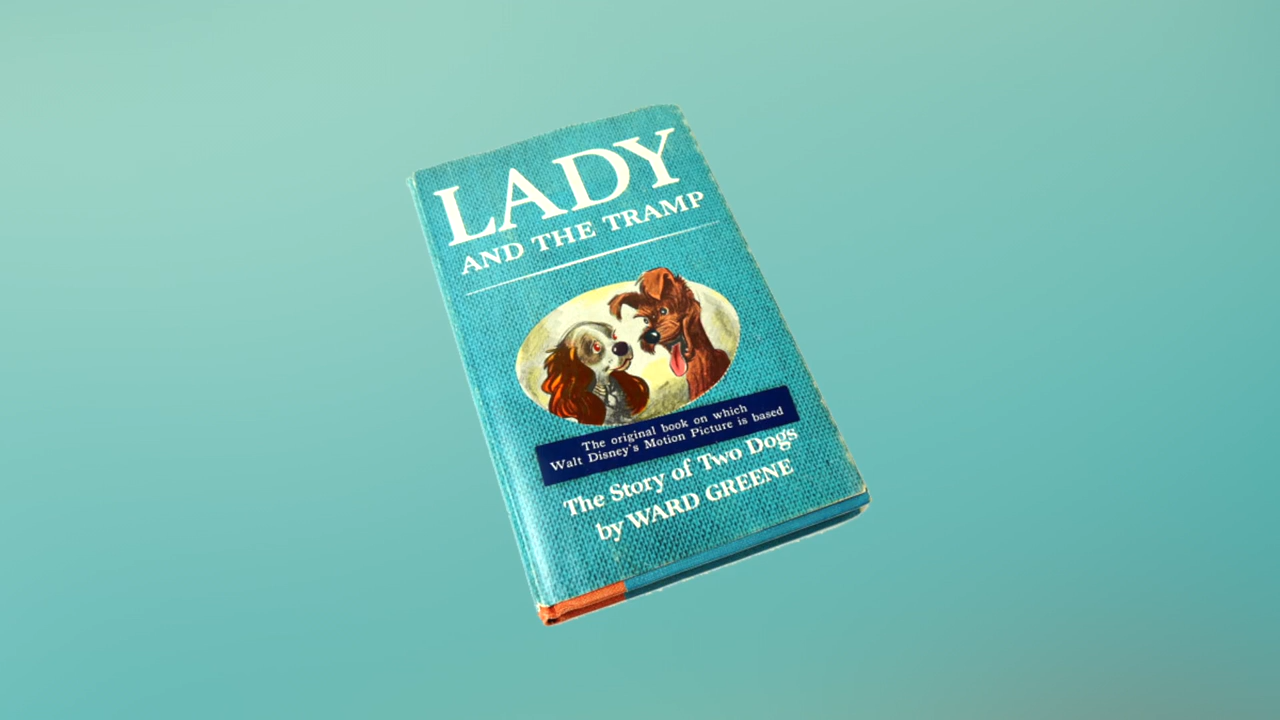 LADY
AND THE TRAMP
The original book on which
Walt Disney's Motion Picture is based
The Story of Two Dogs
by WARD GREENE